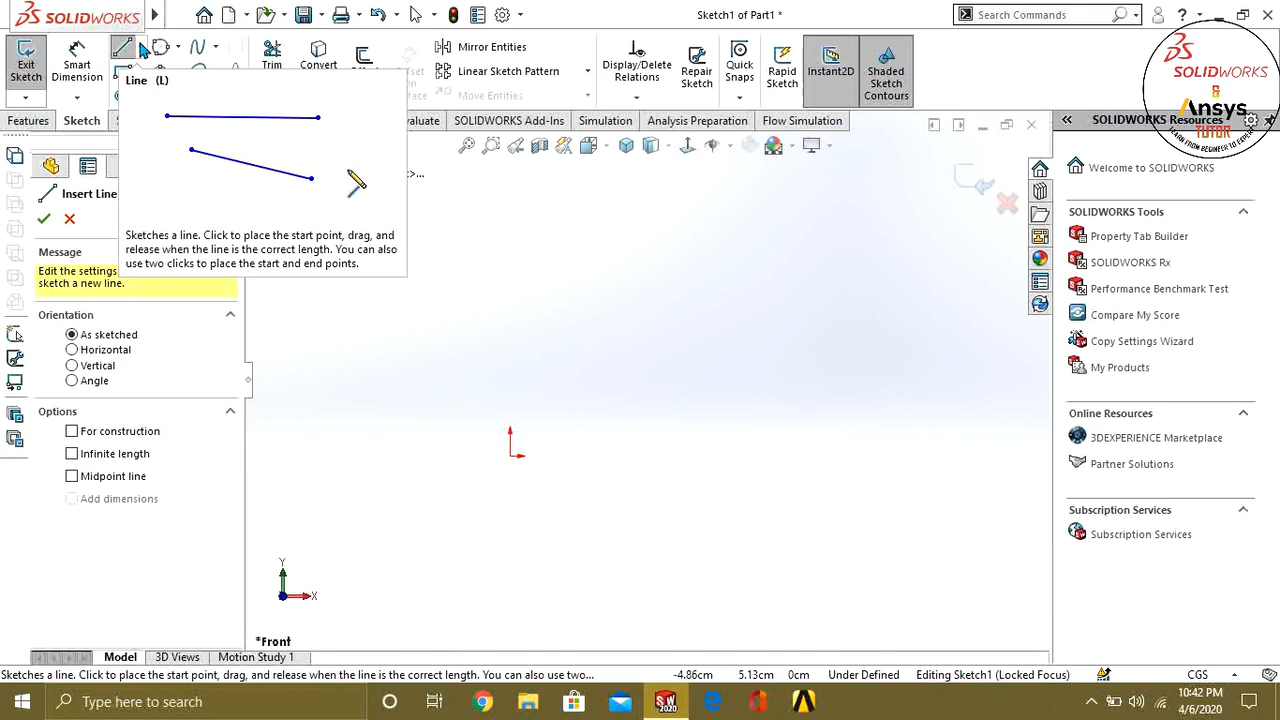 SOLIDWORKS
Sketch1 of Part1 *
Search Commands
?
Exit Sketch
Smart Dimension
Trim
Convert
Mirror Entities
Linear Sketch Pattern
Move Entities
Display/Delete Relations
Repair Sketch
Quick Snaps
Rapid Sketch
Instant2D
Shaded Sketch Contours
SOLIDWORKS
&
Ansys
TUTOR
LEARN FROM BEGINER TO EXPERT
Line (L)
Features
Sketch
valuate
SOLIDWORKS Add-Ins
Simulation
Analysis Preparation
Flow Simulation
SOLIDWORKS Resources
>...
Insert Line
Sketches a line. Click to place the start point, drag, and
release when the line is the correct length. You can also
use two clicks to place the start and end points.
Message
Edit the settings
sketch a new line.
Orientation
As sketched
Horizontal
Vertical
Angle
Options
For construction
Infinite length
Midpoint line
Add dimensions
Y
X
*Front
Welcome to SOLIDWORKS
SOLIDWORKS Tools
Property Tab Builder
SOLIDWORKS Rx
Performance Benchmark Test
Compare My Score
Copy Settings Wizard
My Products
Online Resources
3DEXPERIENCE Marketplace
Partner Solutions
Subscription Services
Subscription Services
Model
3D Views
Motion Study 1
Sketches a line. Click to place the start point, drag, and release when the line is the correct length. You can also use two...
-4.86cm
5.13cm
0cm
Under Defined
Editing Sketch1 (Locked Focus)
CGS
Type here to search
SW
2020
10:42 PM
4/6/2020